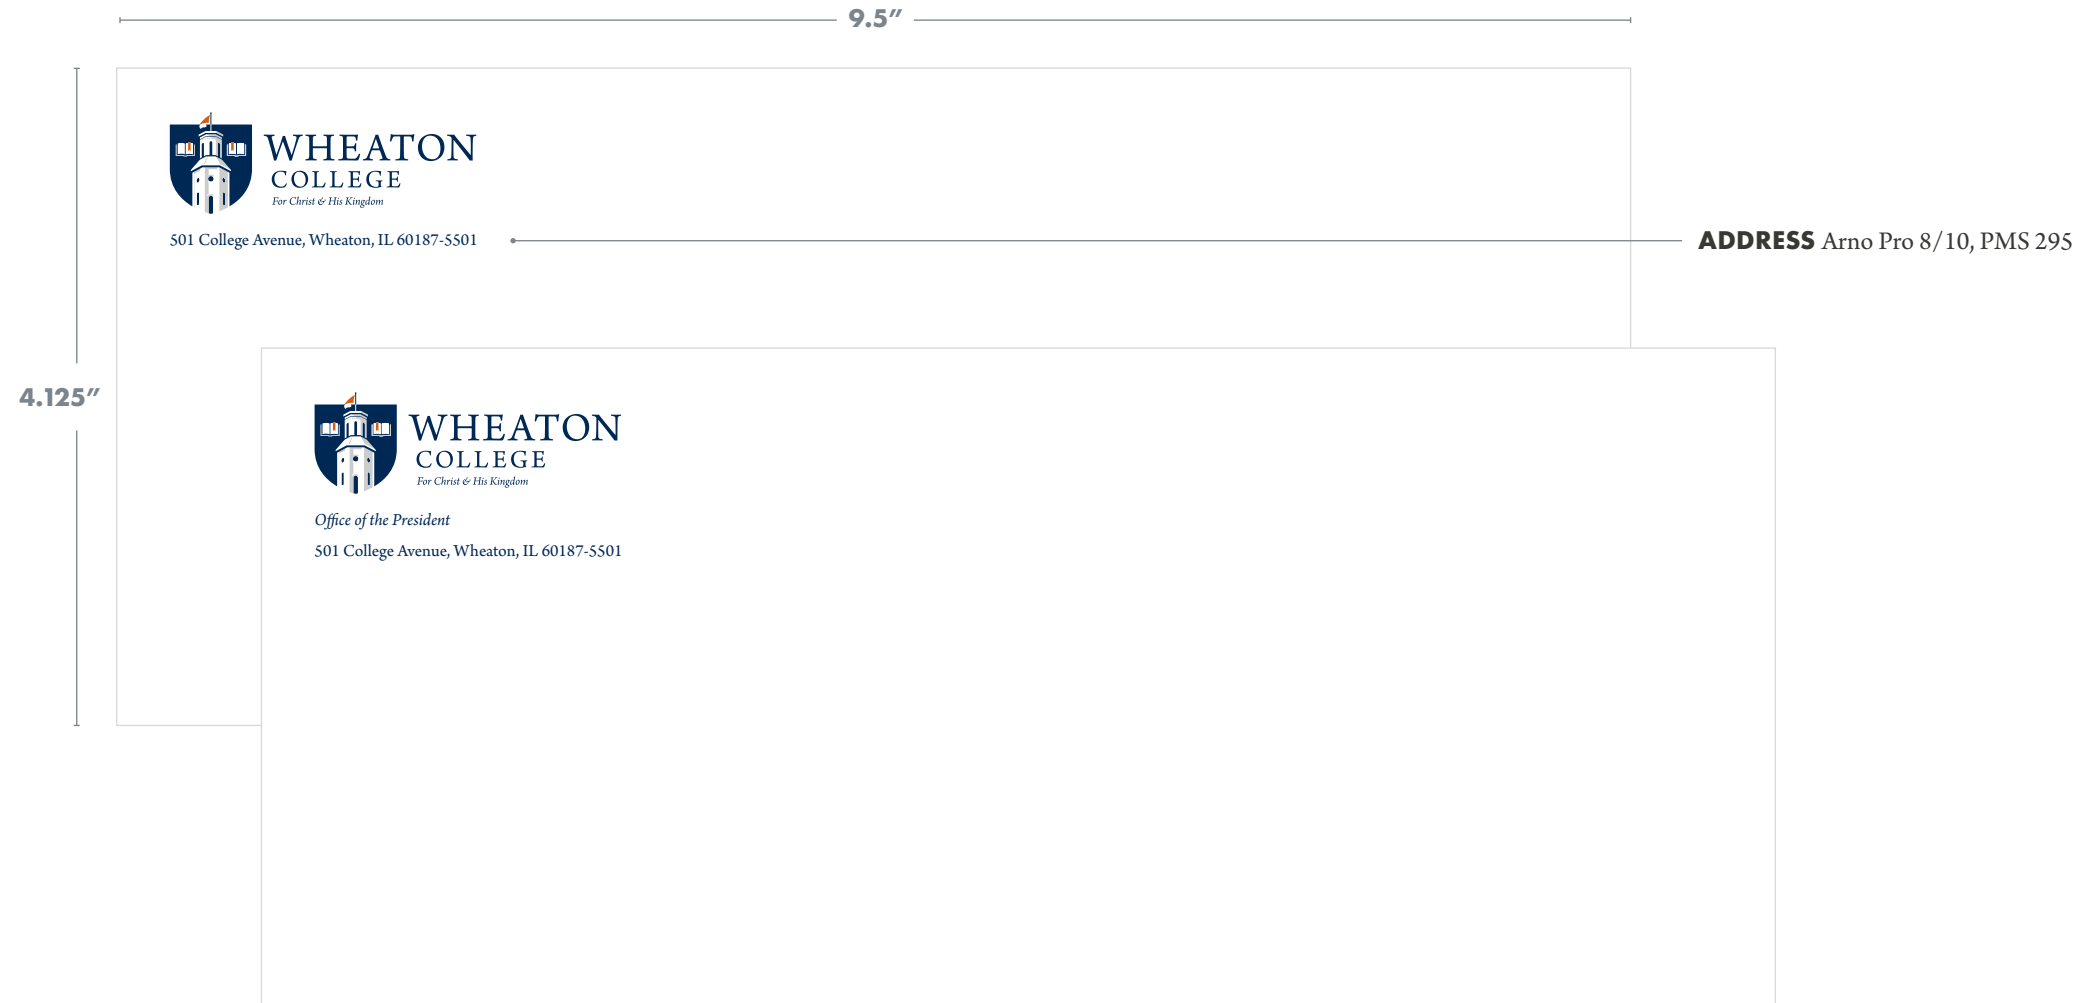 9.5″
WHEATON
COLLEGE
For Christ & His Kingdom
501 College Avenue, Wheaton, IL 60187-5501
ADDRESS Arno Pro 8/10, PMS 295
4.125″
WHEATON
COLLEGE
For Christ & His Kingdom
Office of the President
501 College Avenue, Wheaton, IL 60187-5501